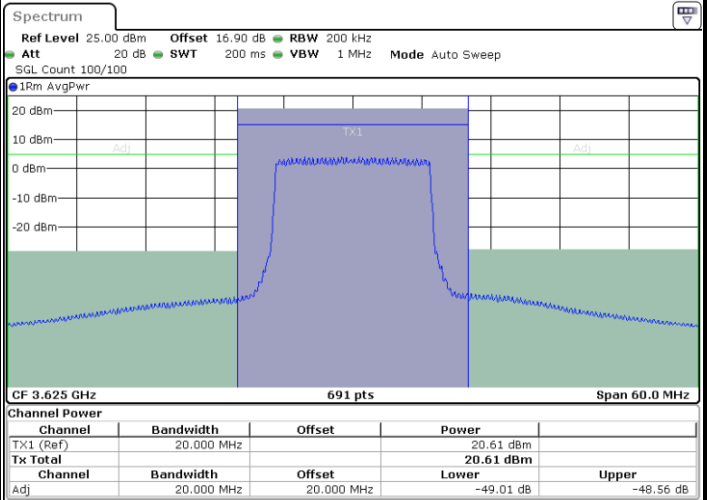 Spectrum
Ref Level 25.00 dBm Offset 16.90 dB RBW 200 kHz
Att 20 dB SWT 200 ms VBW 1 MHz Mode Auto Sweep
SGL Count 100/100
1Rm AvgPwr
20 dBm
TX1
10 dBm
Adj Adj
0 dBm
-10 dBm
-20 dBm
CF 3.625 GHz 691 pts Span 60.0 MHz
Channel Power
Channel Bandwidth Offset Power
TX1 (Ref) 20.000 MHz 20.61 dBm
Tx Total 20.61 dBm
Channel Bandwidth Offset Lower Upper
Adj 20.000 MHz 20.000 MHz -49.01 dB -48.56 dB